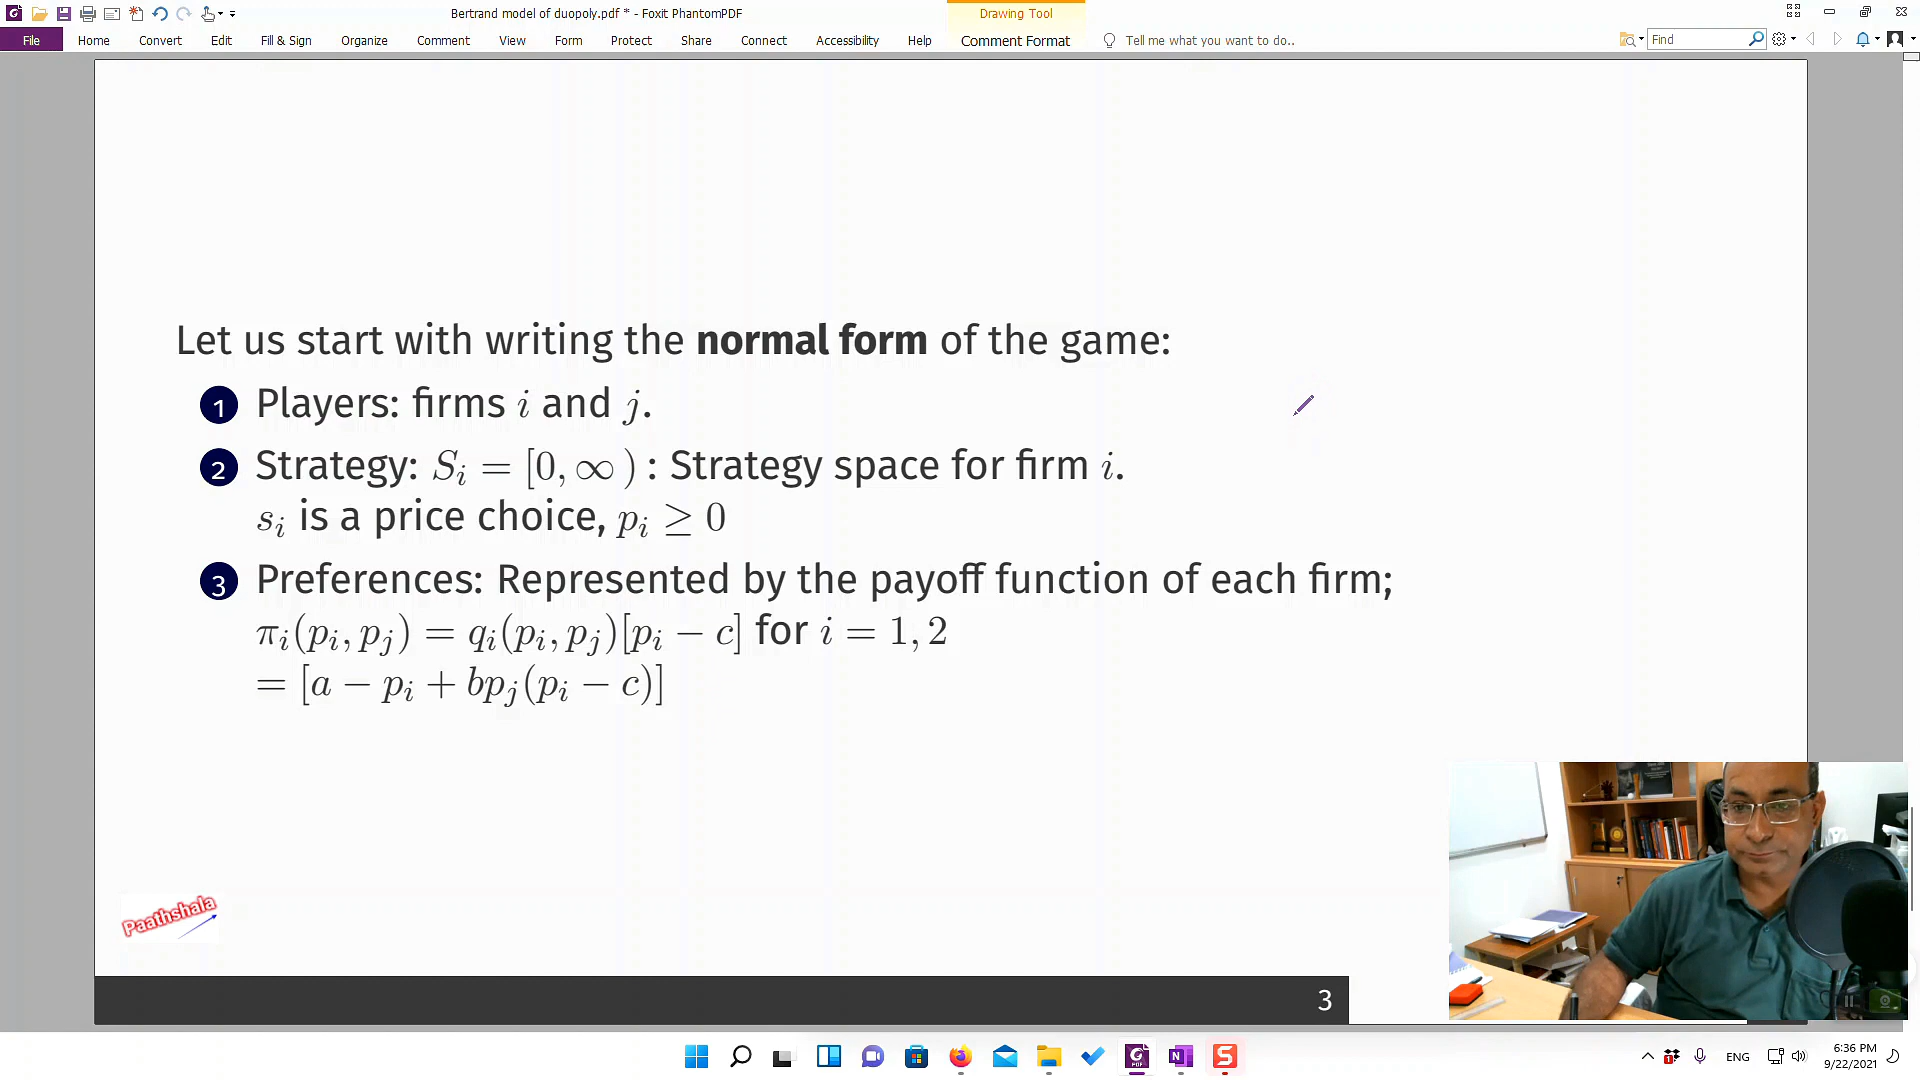 Bertrand model of duopoly.pdf * - Foxit PhantomPDF
Drawing Tool
File Home Convert Edit Fill & Sign Organize Comment View Form Protect Share Connect Accessibility Help Comment Format Tell me what you want to do.. Find
Let us start with writing the normal form of the game:
1 Players: firms i and j.
2 Strategy: S_i = [0, ∞ ) : Strategy space for firm i.
s_i is a price choice, p_i ≥ 0
3 Preferences: Represented by the payoff function of each firm;
π_i(p_i, p_j) = q_i(p_i, p_j)[p_i − c] for i = 1, 2
= [a − p_i + bp_j(p_i − c)]
Paathshala
3
ENG
6:36 PM
9/22/2021